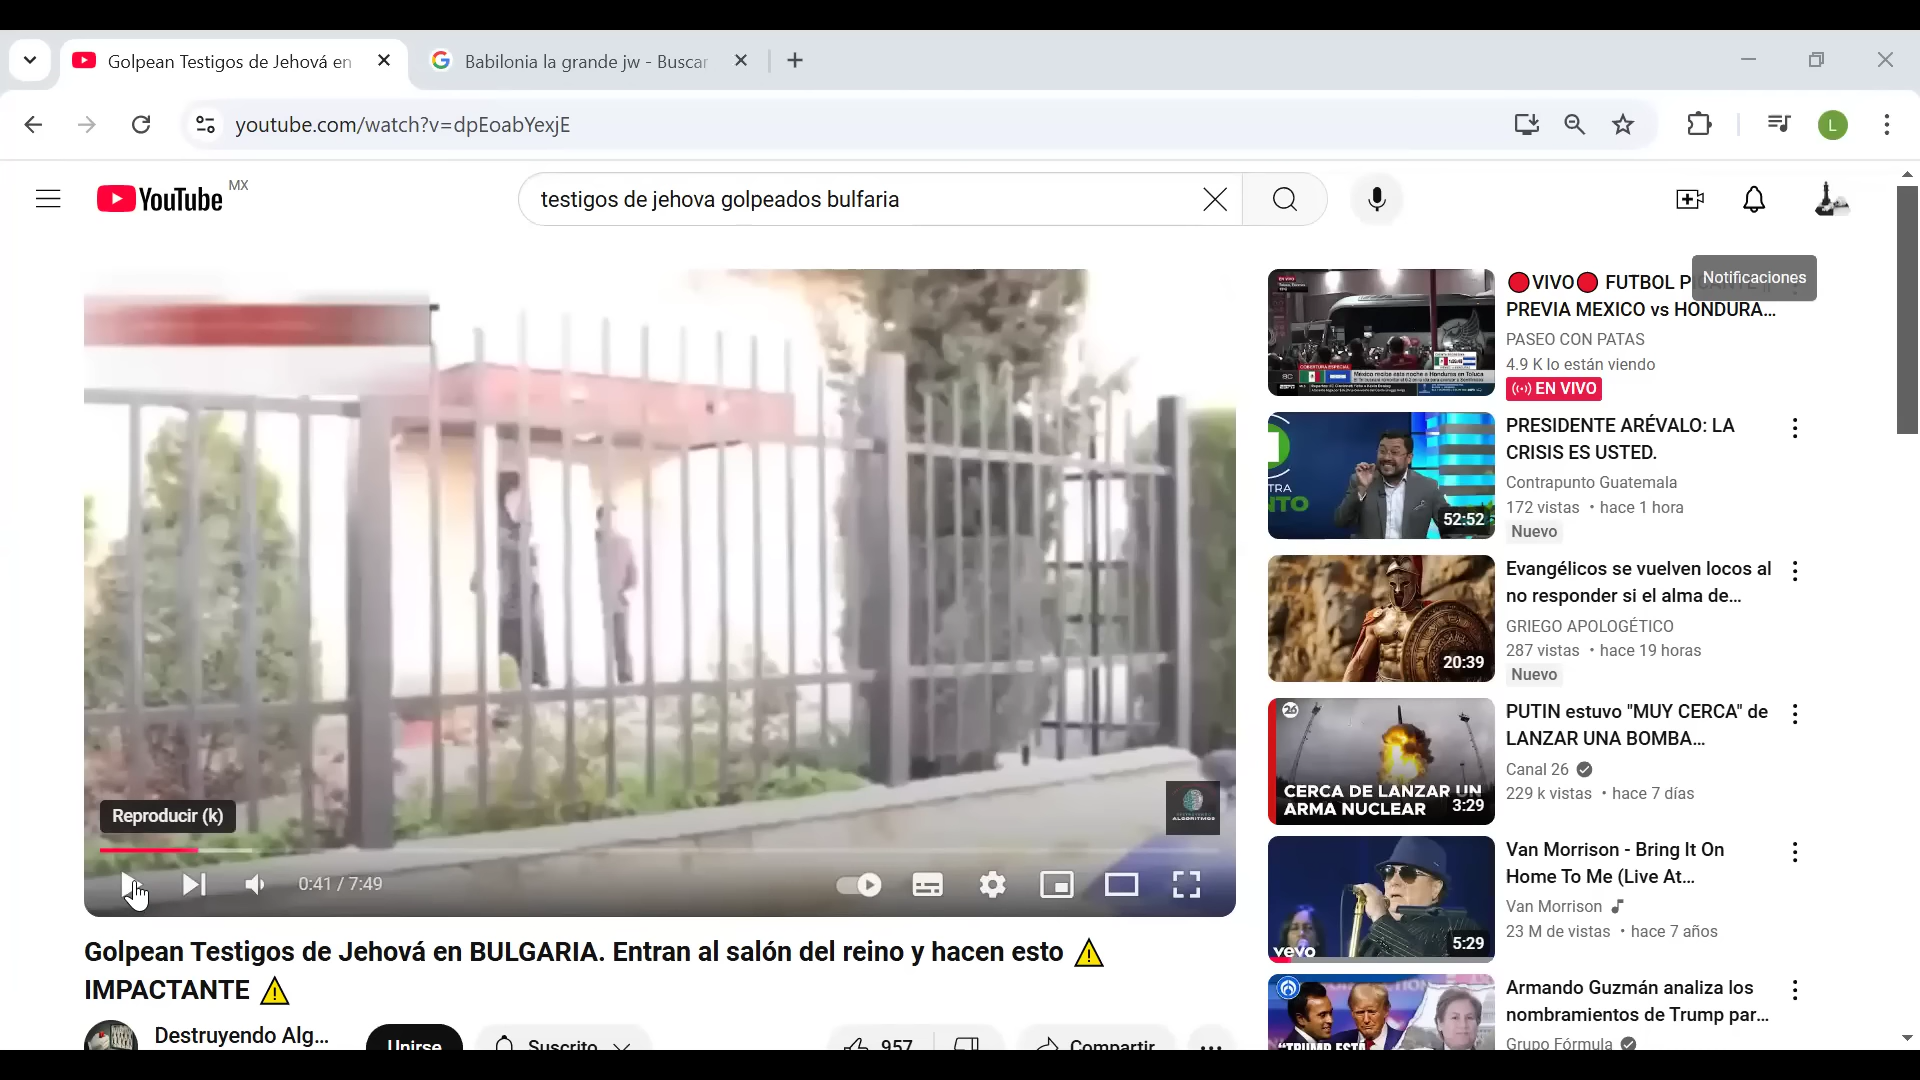 Golpean Testigos de Jehová en
Babilonia la grande jw - Buscar
youtube.com/watch?v=dpEoabYexjE
L
YouTube MX
testigos de jehova golpeados bulfaria
Notificaciones
Reproducir (k)
0:41 / 7:49
ALGORITMOS
Golpean Testigos de Jehová en BULGARIA. Entran al salón del reino y hacen esto ⚠
IMPACTANTE ⚠
Destruyendo Alg...
Unirse
Suscrito
957
Compartir
🔴VIVO🔴 FUTBOL
PREVIA MEXICO vs HONDURA...
PASEO CON PATAS
4.9 K lo están viendo
EN VIVO
PRESIDENTE ARÉVALO: LA
CRISIS ES USTED.
Contrapunto Guatemala
172 vistas • hace 1 hora
Nuevo
52:52
Evangélicos se vuelven locos al
no responder si el alma de...
GRIEGO APOLOGÉTICO
287 vistas • hace 19 horas
Nuevo
20:39
PUTIN estuvo "MUY CERCA" de
LANZAR UNA BOMBA...
Canal 26
229 k vistas • hace 7 días
26
CERCA DE LANZAR UN
ARMA NUCLEAR
3:29
Van Morrison - Bring It On
Home To Me (Live At...
Van Morrison
23 M de vistas • hace 7 años
vevo
5:29
Armando Guzmán analiza los
nombramientos de Trump par...
Grupo Fórmula
"TRUMP ESTÁ